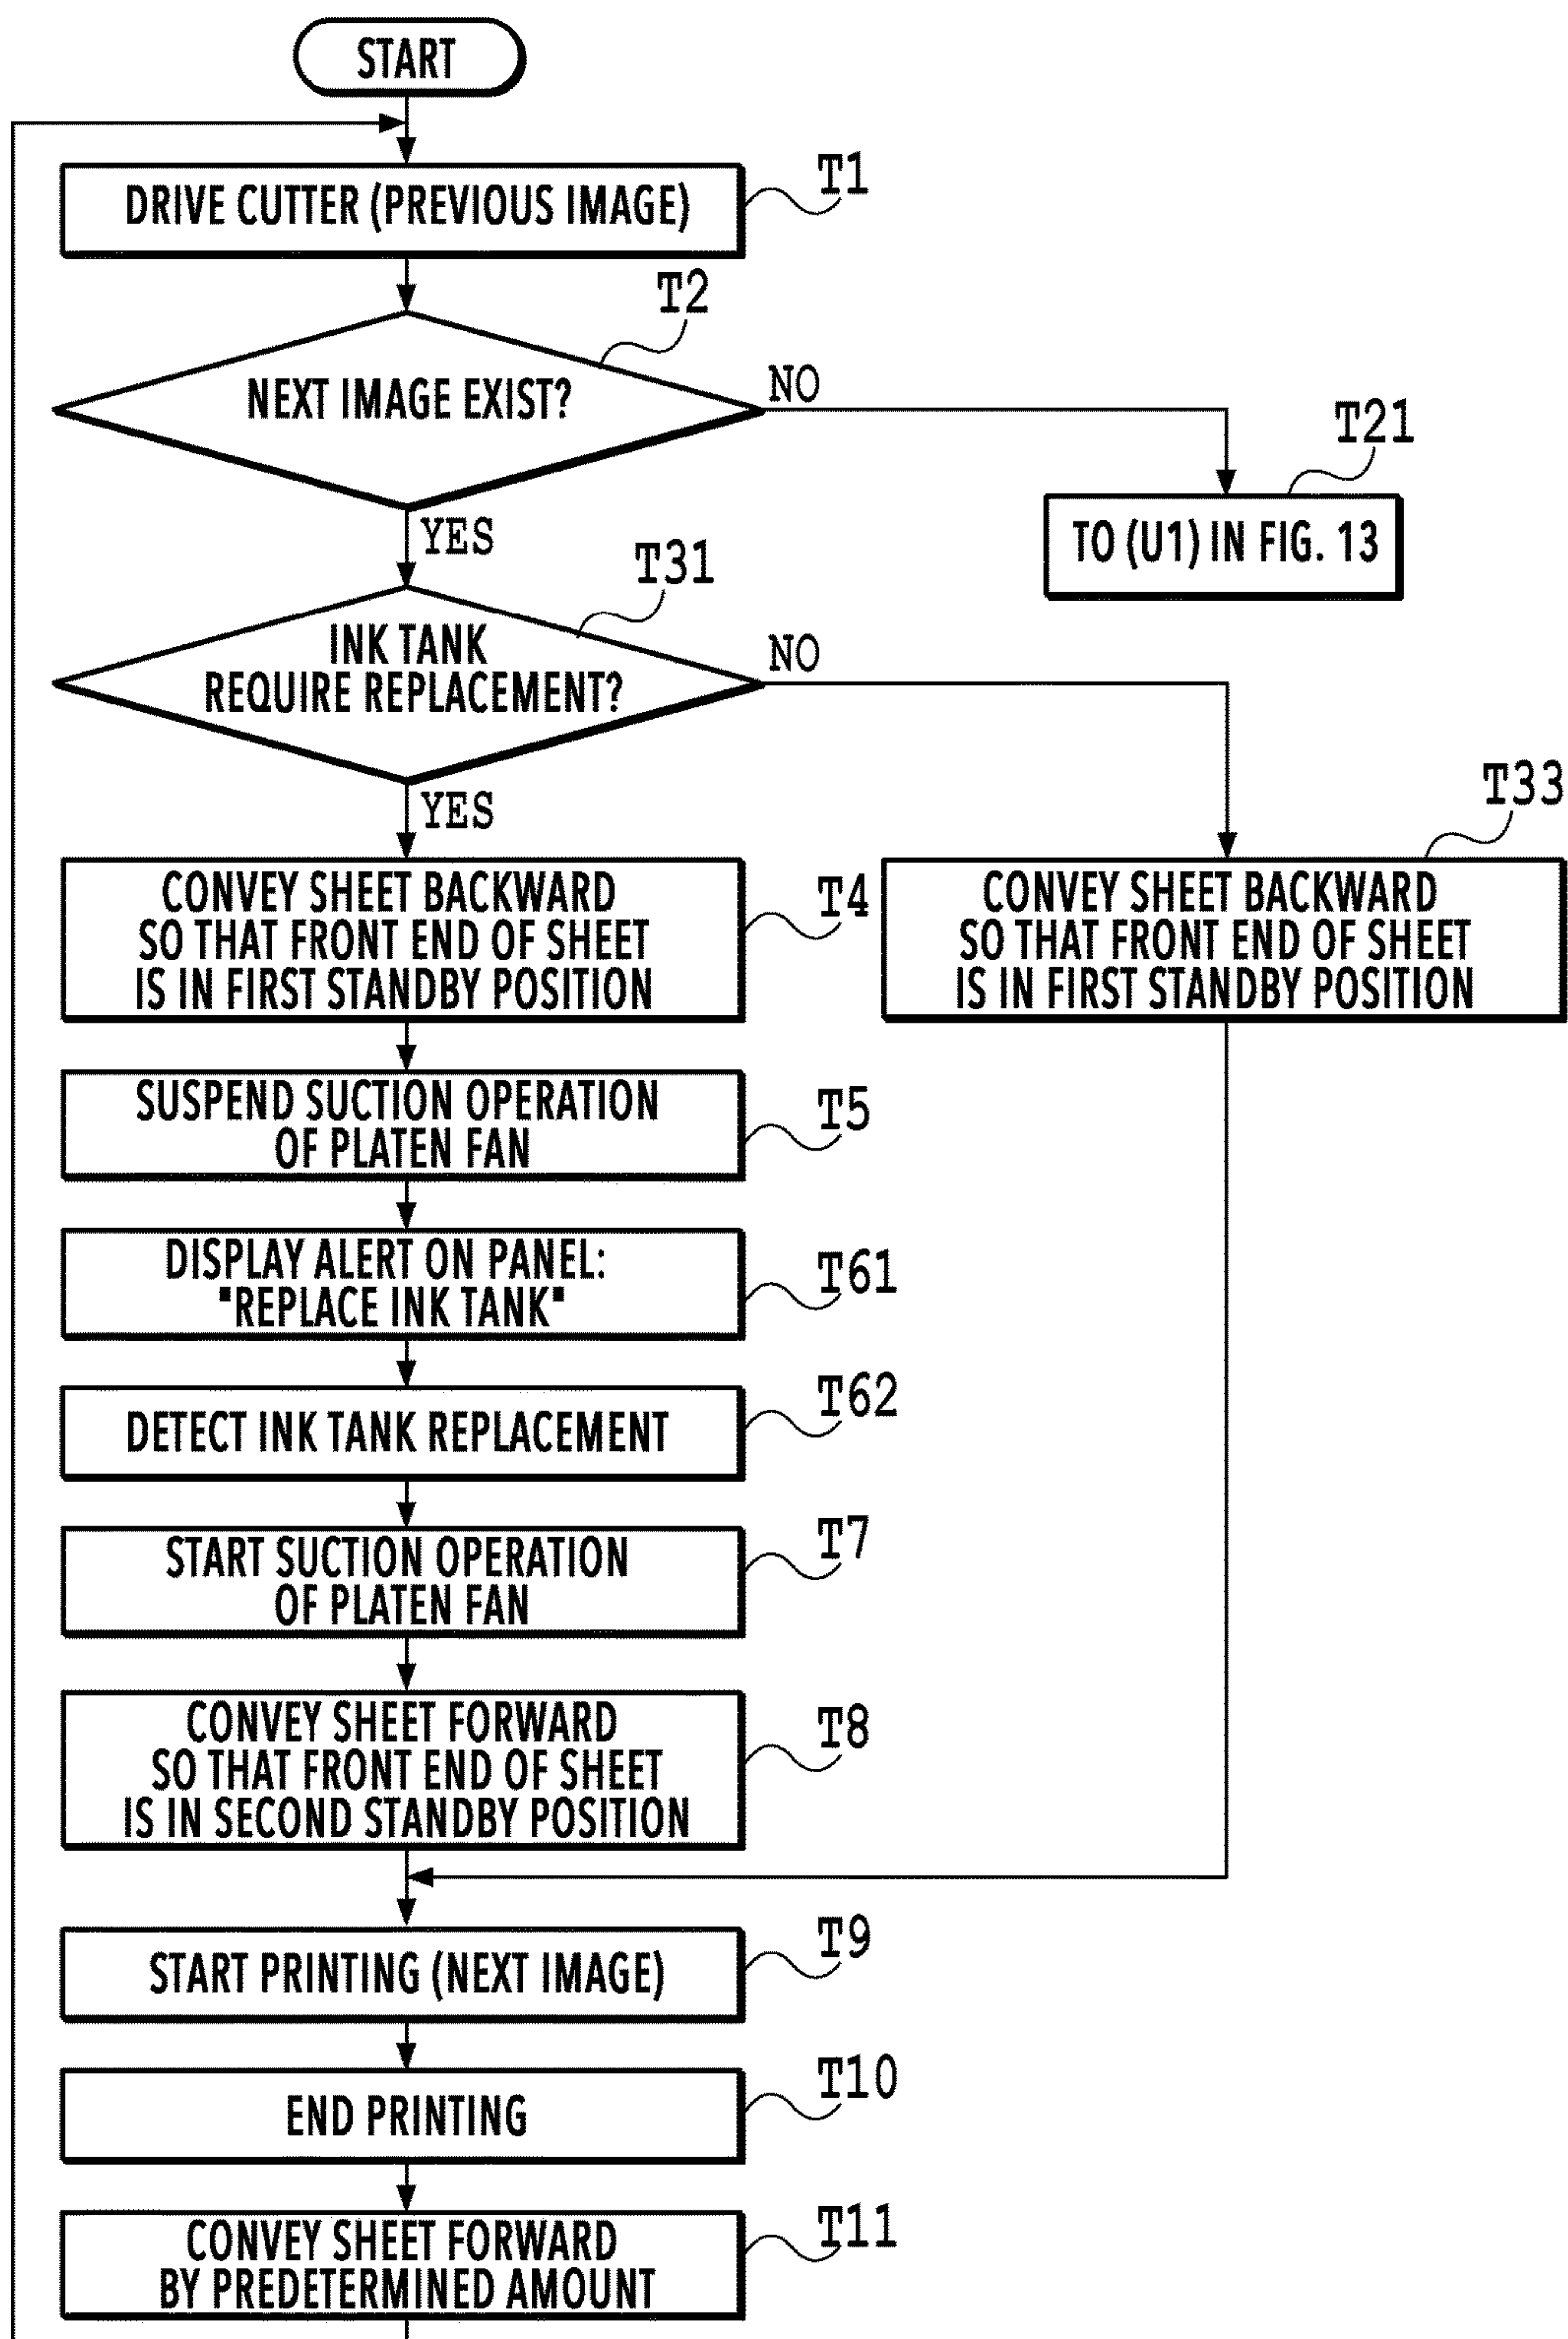 START
DRIVE CUTTER (PREVIOUS IMAGE)
T1
T2
NEXT IMAGE EXIST?
NO
T21
TO (U1) IN FIG. 13
YES
T31
INK TANK
REQUIRE REPLACEMENT?
NO
YES
T33
CONVEY SHEET BACKWARD
SO THAT FRONT END OF SHEET
IS IN FIRST STANDBY POSITION
T4
CONVEY SHEET BACKWARD
SO THAT FRONT END OF SHEET
IS IN FIRST STANDBY POSITION
SUSPEND SUCTION OPERATION
OF PLATEN FAN
T5
DISPLAY ALERT ON PANEL:
"REPLACE INK TANK"
T61
DETECT INK TANK REPLACEMENT
T62
START SUCTION OPERATION
OF PLATEN FAN
T7
CONVEY SHEET FORWARD
SO THAT FRONT END OF SHEET
IS IN SECOND STANDBY POSITION
T8
START PRINTING (NEXT IMAGE)
T9
END PRINTING
T10
CONVEY SHEET FORWARD
BY PREDETERMINED AMOUNT
T11